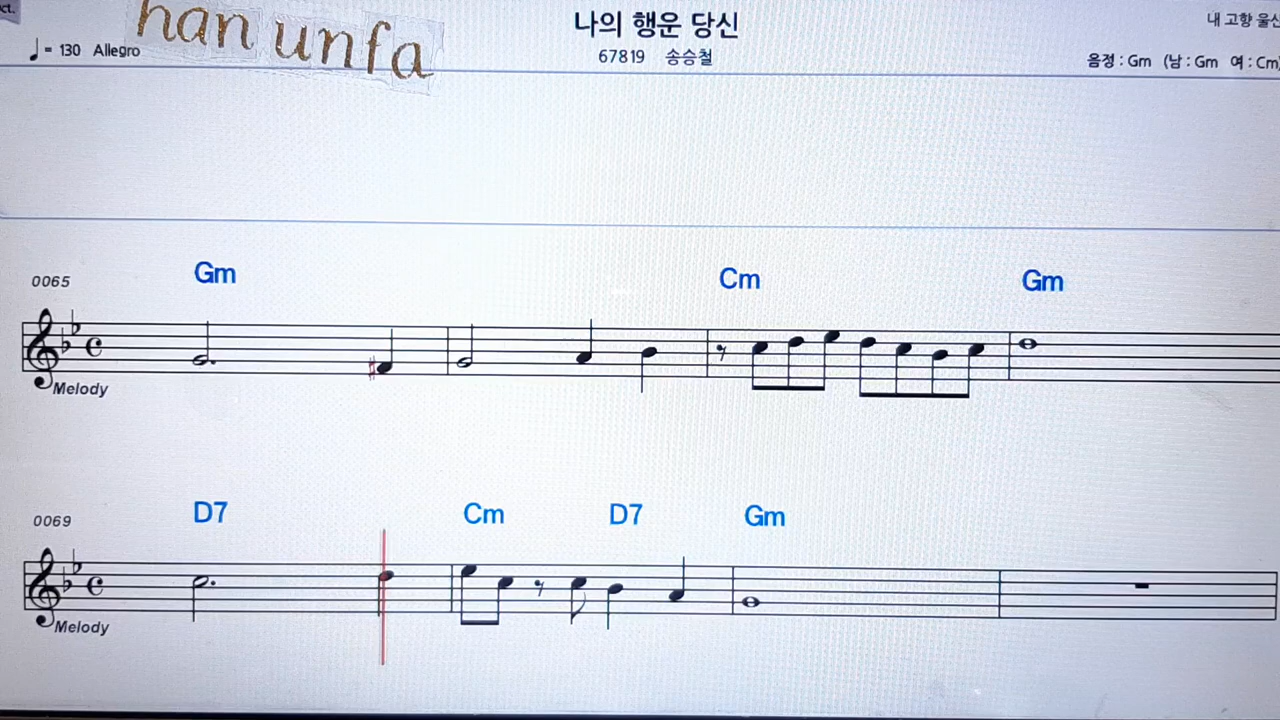 ct.
han unfa
♩= 130 Allegro
나의 행운 당신
67819 송승철
내 고향 울산
음정 : Gm (남 : Gm 여 : Cm)
0065
Gm
Cm
Gm
Melody
0069
D7
Cm
D7
Gm
Melody